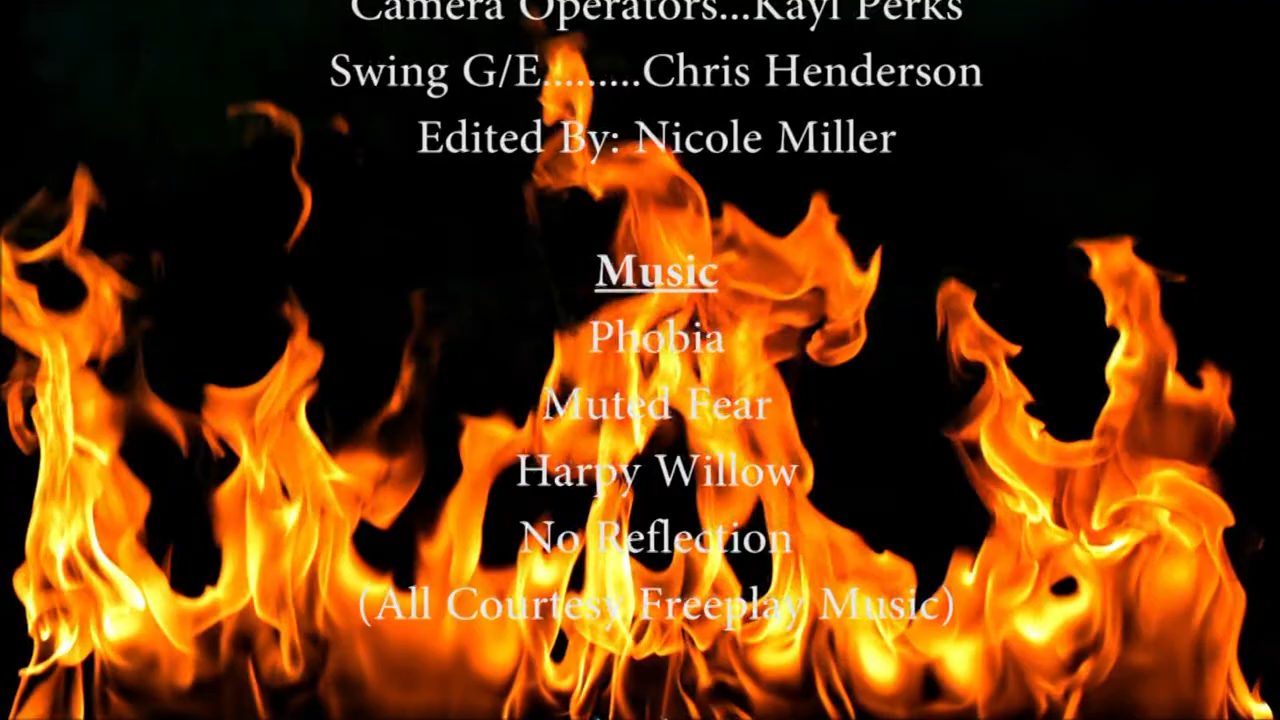 Camera Operators...Kayl Perks
Swing G/E.........Chris Henderson
Edited By: Nicole Miller
Music
Phobia
Muted Fear
Harpy Willow
No Reflection
(All Courtesy Freeplay Music)